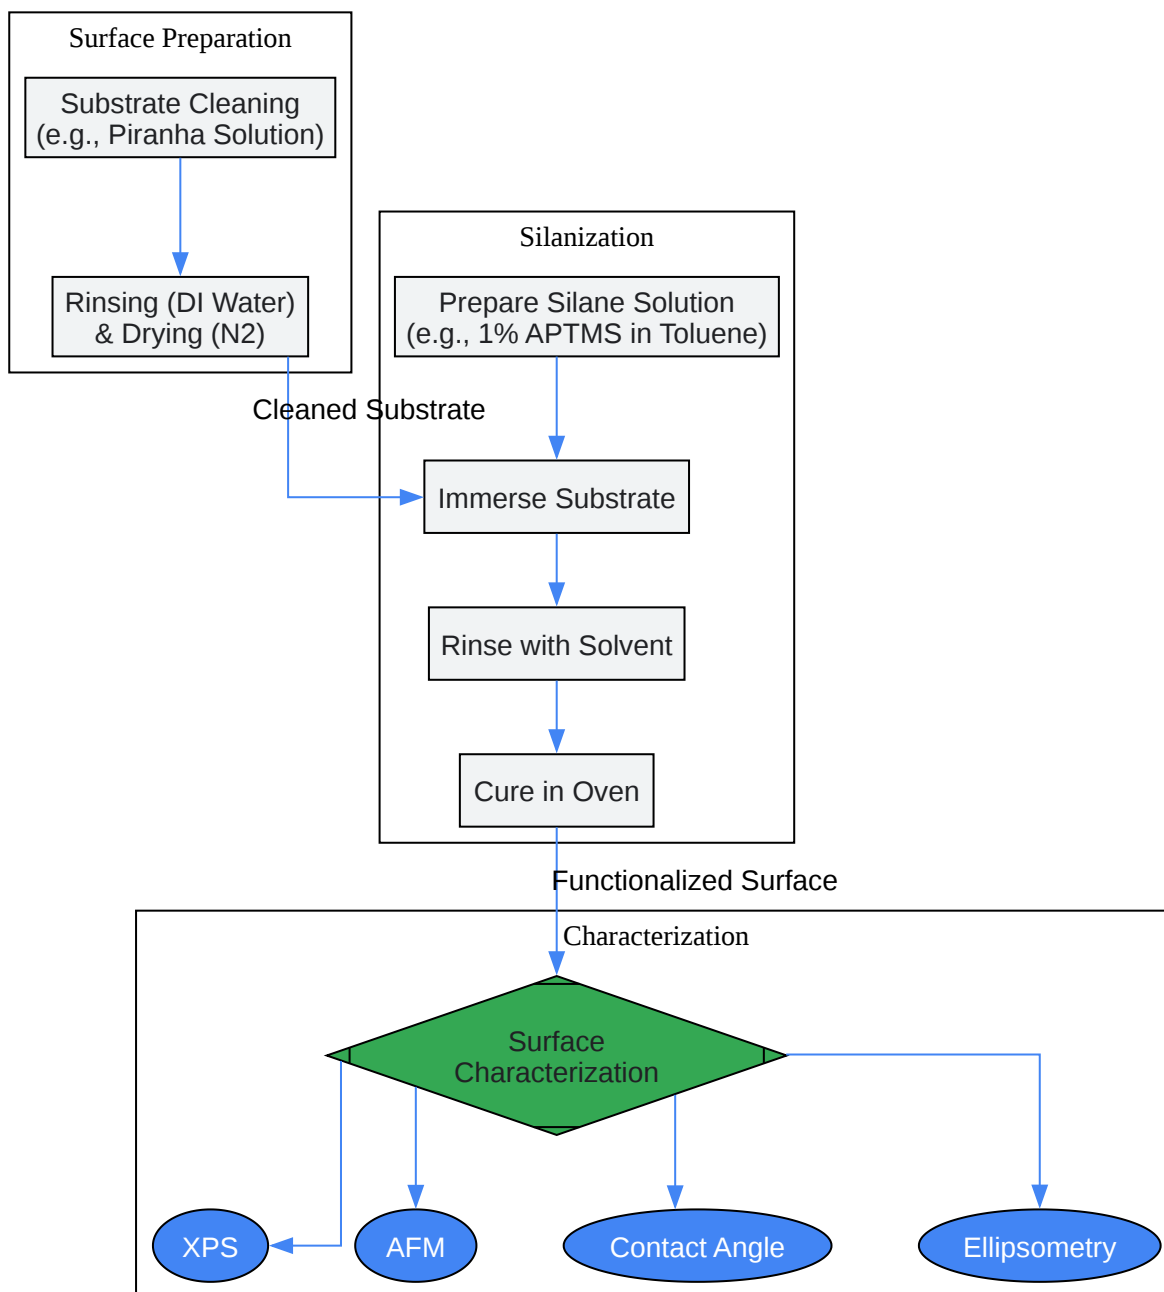 Surface Preparation
Substrate Cleaning
(e.g., Piranha Solution)
Rinsing (DI Water)
& Drying (N2)
Silanization
Prepare Silane Solution
(e.g., 1% APTMS in Toluene)
Cleaned Substrate
Immerse Substrate
Rinse with Solvent
Cure in Oven
Functionalized Surface
Characterization
Surface
Characterization
XPS
AFM
Contact Angle
Ellipsometry